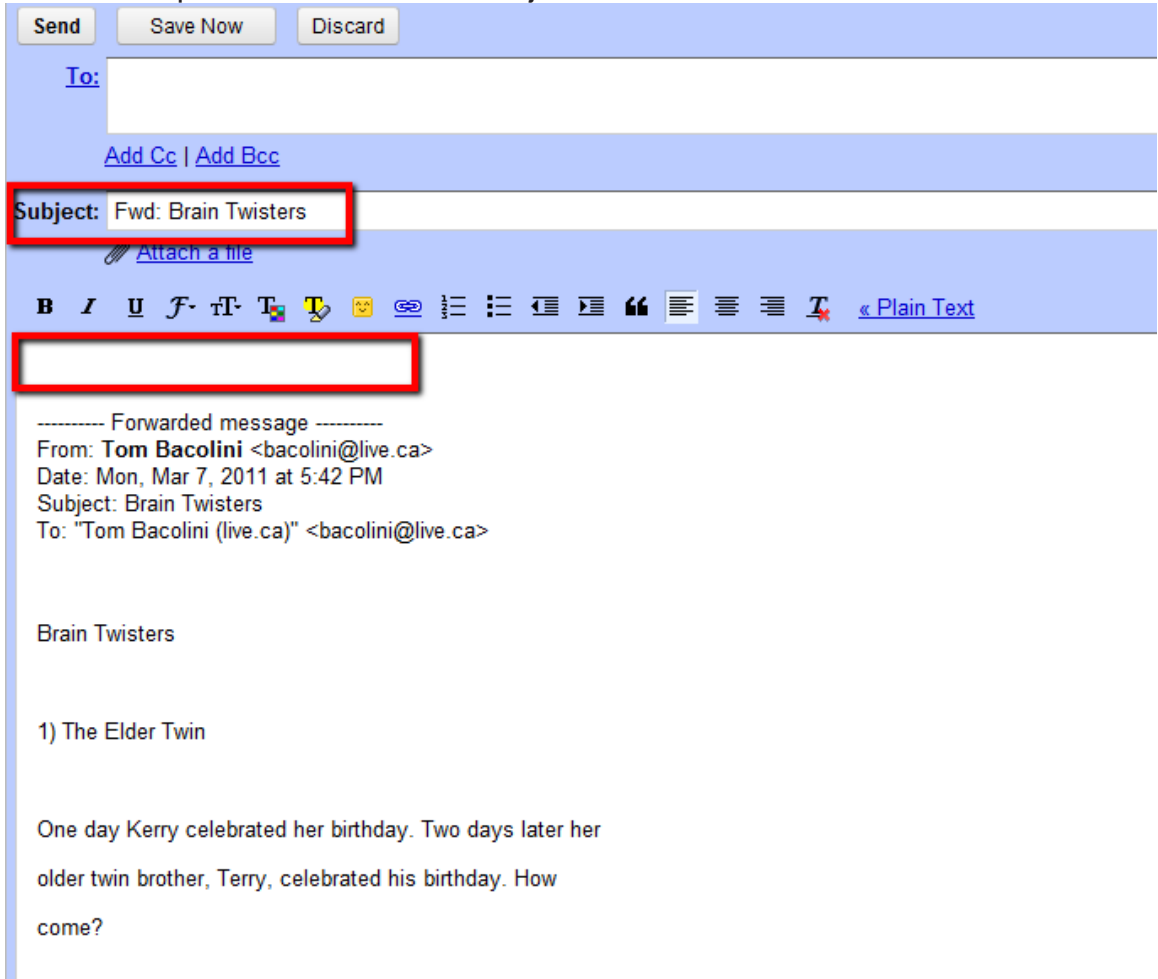 Send Save Now Discard
To:
Add Cc | Add Bcc
Subject: Fwd: Brain Twisters
Attach a file
B I U F T T T « Plain Text
---------- Forwarded message ----------
From: Tom Bacolini <bacolini@live.ca>
Date: Mon, Mar 7, 2011 at 5:42 PM
Subject: Brain Twisters
To: "Tom Bacolini (live.ca)" <bacolini@live.ca>
Brain Twisters
1) The Elder Twin
One day Kerry celebrated her birthday. Two days later her
older twin brother, Terry, celebrated his birthday. How
come?